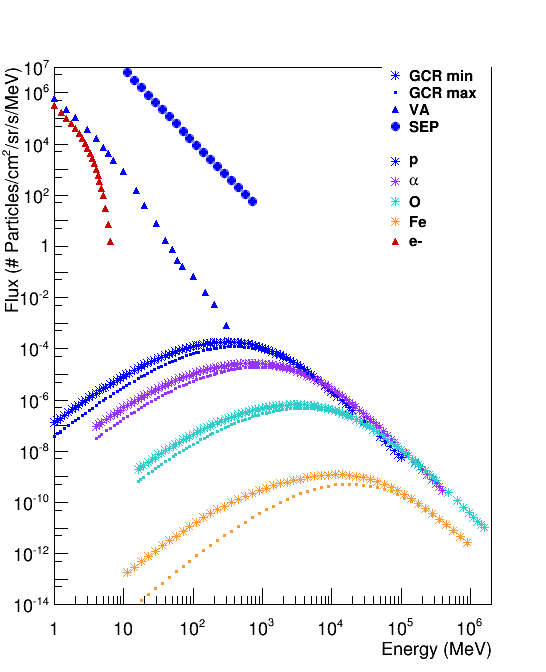 Flux (# Particles/cm²/sr/s/MeV)
10⁷
10⁶
10⁴
10²
1
10⁻²
10⁻⁴
10⁻⁶
10⁻⁸
10⁻¹⁰
10⁻¹²
10⁻¹⁴
GCR min
GCR max
VA
SEP
p
α
O
Fe
e-
1 10 10² 10³ 10⁴ 10⁵ 10⁶
Energy (MeV)